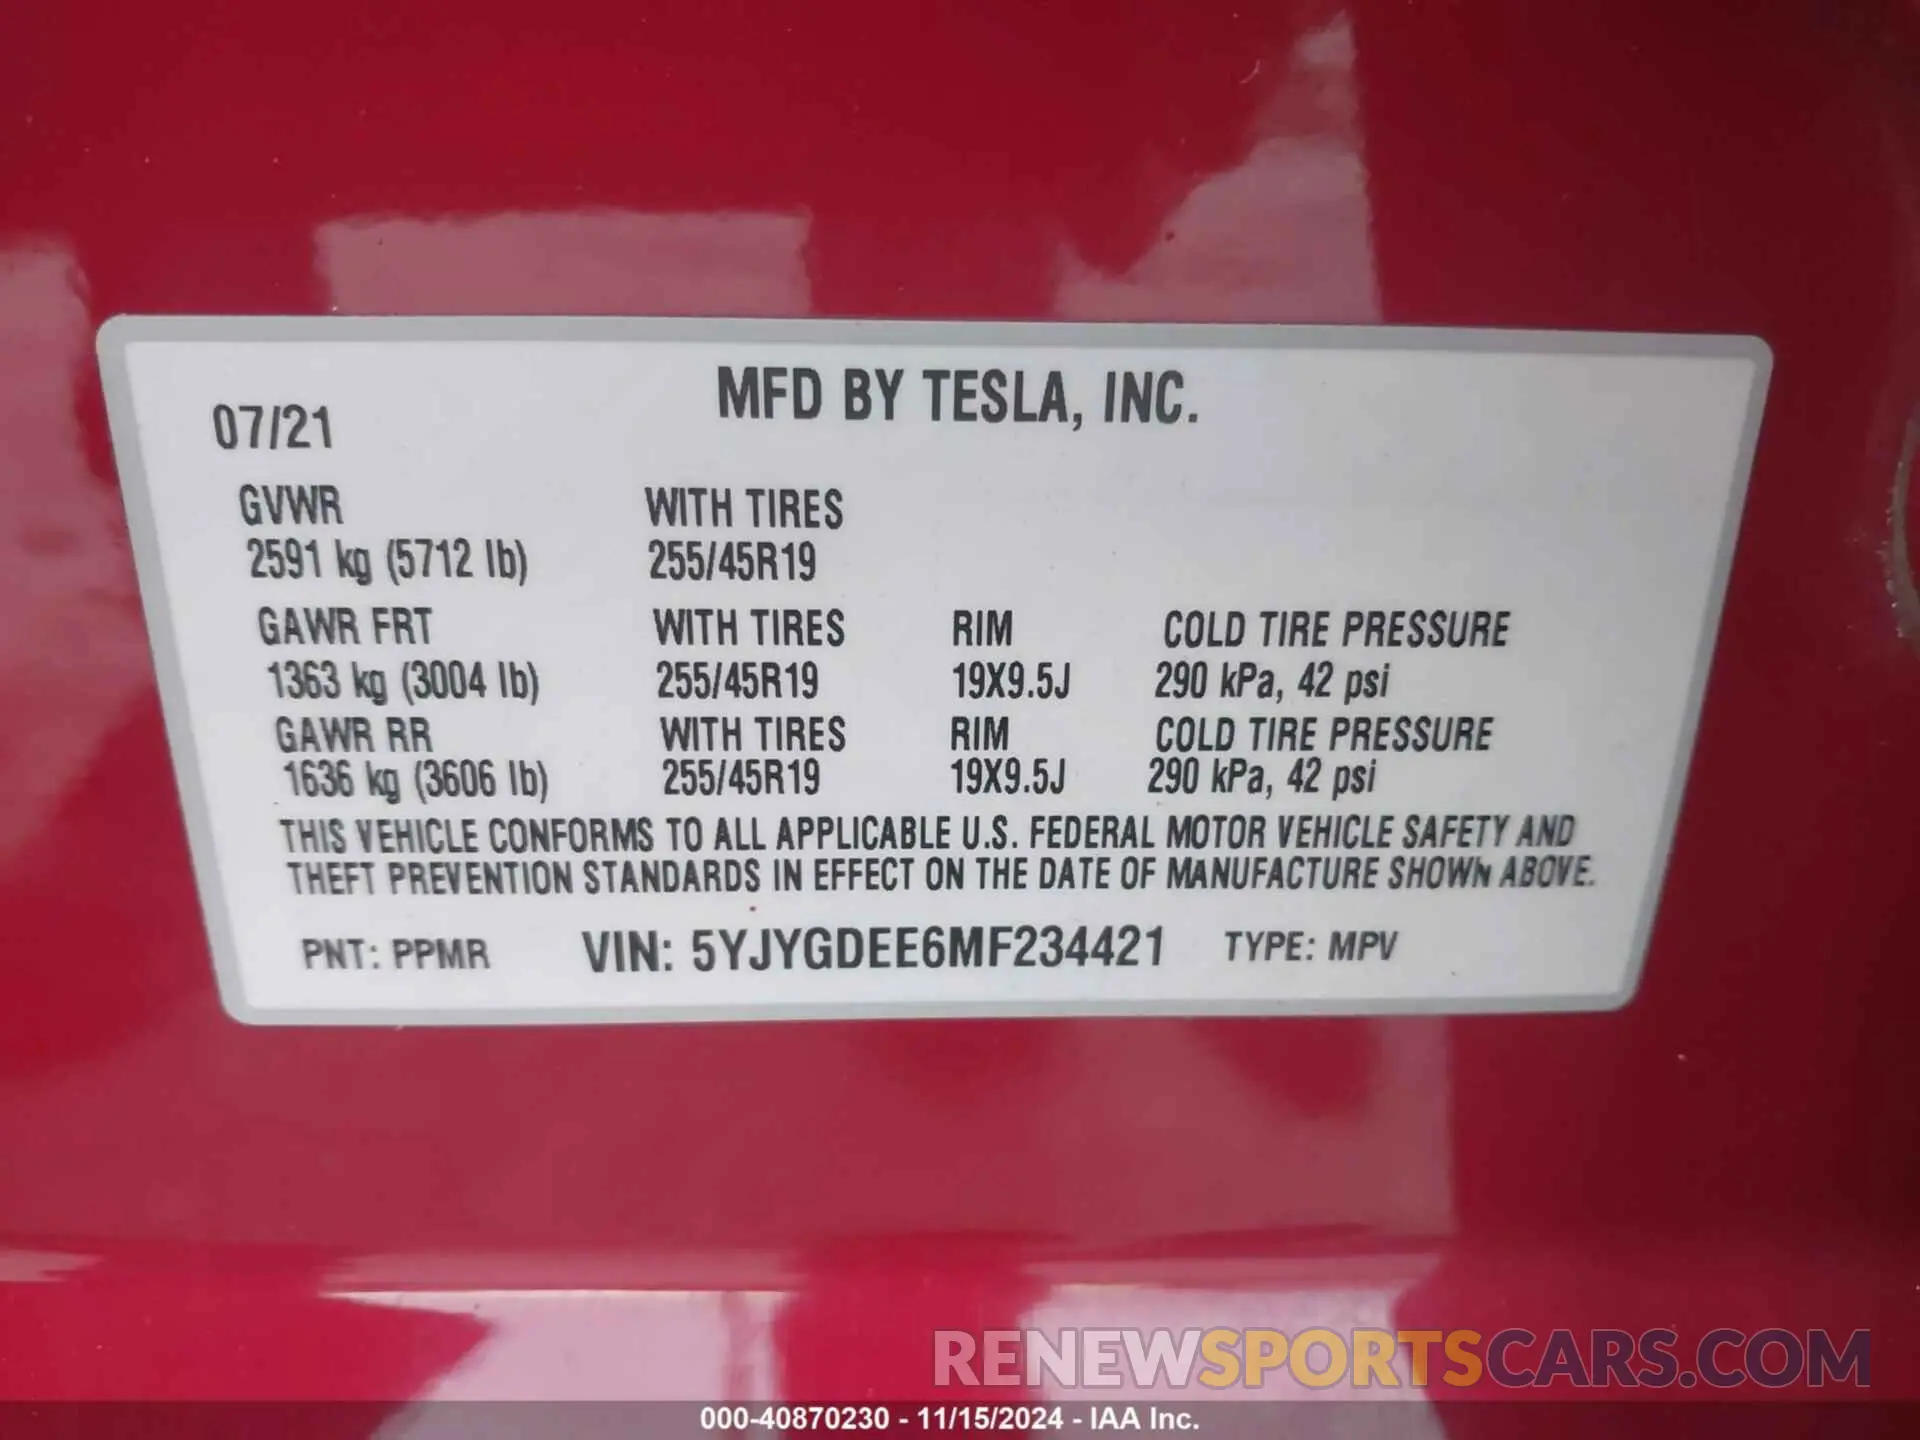 MFD BY TESLA, INC.
07/21
GVWR WITH TIRES
2591 kg (5712 lb) 255/45R19
GAWR FRT WITH TIRES RIM COLD TIRE PRESSURE
1363 kg (3004 lb) 255/45R19 19X9.5J 290 kPa, 42 psi
GAWR RR WITH TIRES RIM COLD TIRE PRESSURE
1636 kg (3606 lb) 255/45R19 19X9.5J 290 kPa, 42 psi
THIS VEHICLE CONFORMS TO ALL APPLICABLE U.S. FEDERAL MOTOR VEHICLE SAFETY AND
THEFT PREVENTION STANDARDS IN EFFECT ON THE DATE OF MANUFACTURE SHOWN ABOVE.
PNT: PPMR VIN: 5YJYGDEE6MF234421 TYPE: MPV
RENEWSPORTSCARS.COM
000-40870230 - 11/15/2024 - IAA Inc.